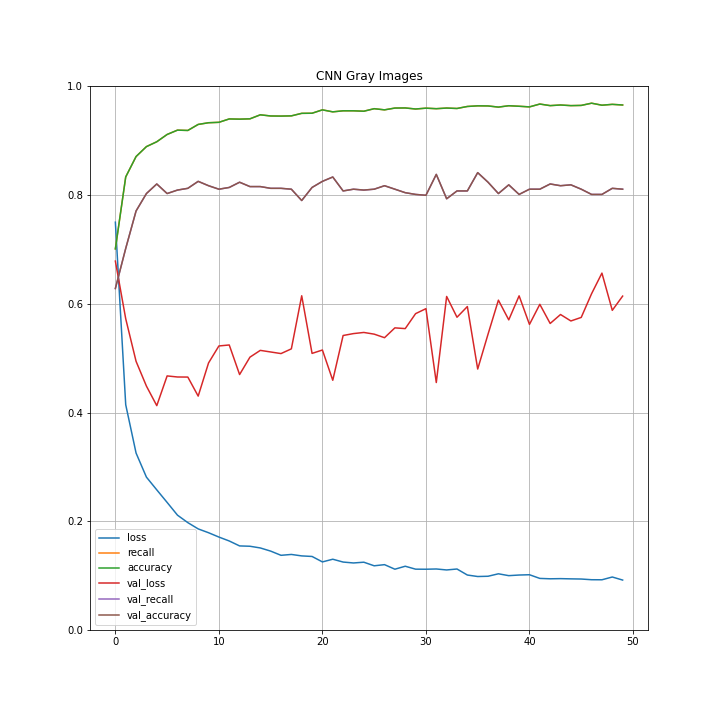 CNN Gray Images
1.0
0.8
0.6
0.4
0.2
0.0
loss
recall
accuracy
val_loss
val_recall
val_accuracy
0 10 20 30 40 50